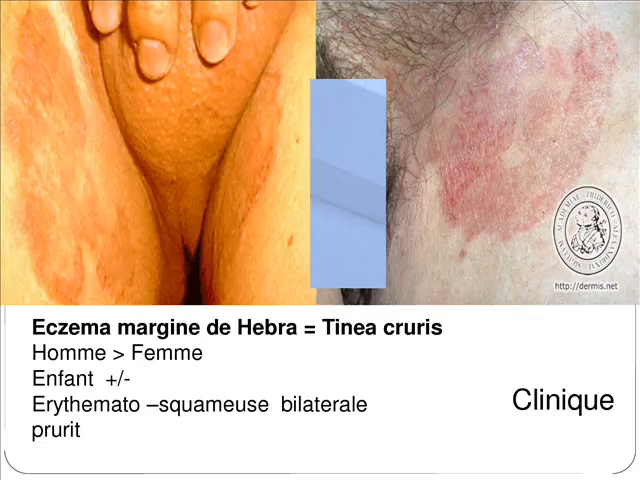 http://dermis.net
Eczema margine de Hebra = Tinea cruris
Homme > Femme
Enfant +/-
Erythemato –squameuse bilaterale
prurit
Clinique